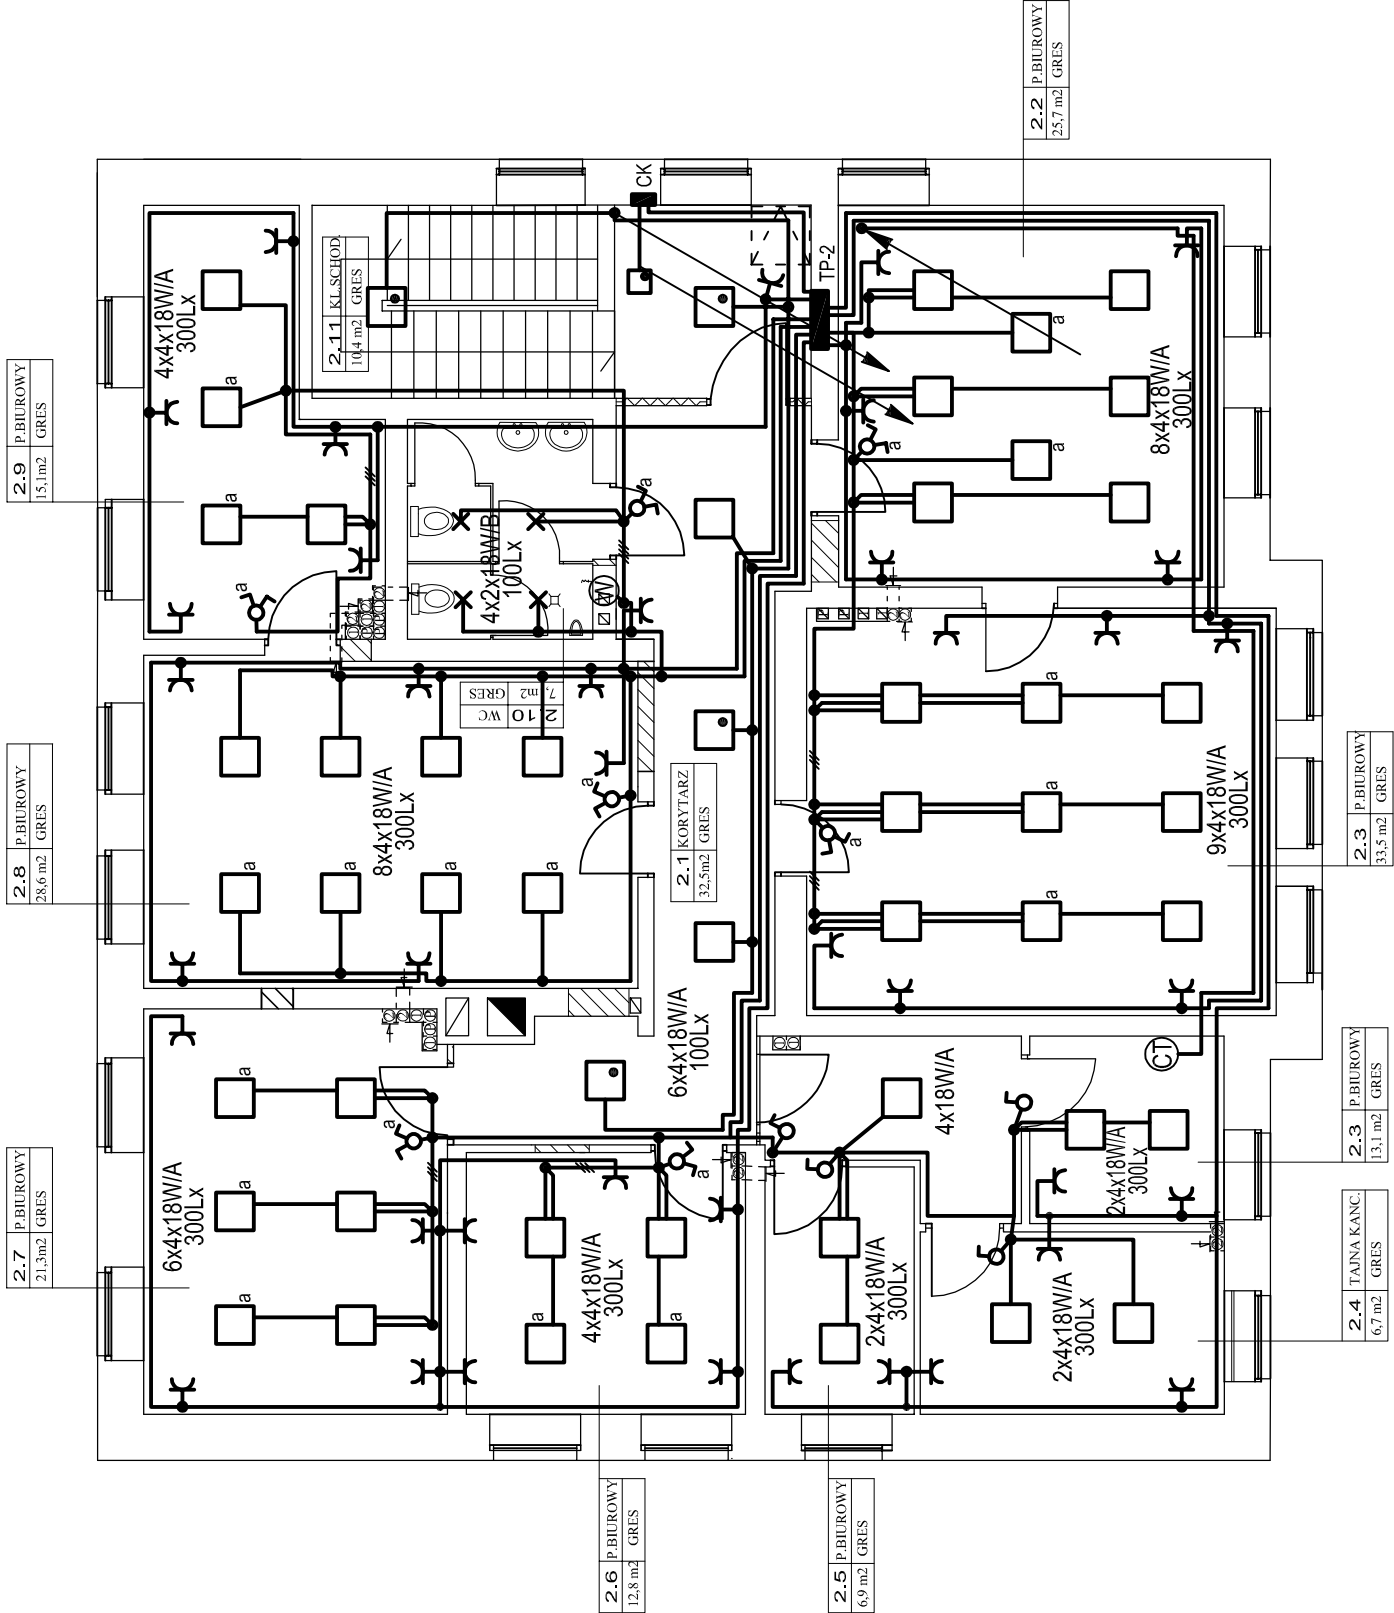 2.2 P.BIUROWY
25,7 m2 GRES
CK
TP-2
2.11 KL.SCHOD.
10,4 m2 GRES
4x4x18W/A
300Lx
a
a
a
2.9 P.BIUROWY
15,1m2 GRES
8x4x18W/A
300Lx
a
a
a
4x2x18W/B
100Lx
W
a
2.10 WC
7, m2 GRES
2.8 P.BIUROWY
28,6 m2 GRES
8x4x18W/A
300Lx
a
a
a
a
a
2.1 KORYTARZ
32,5m2 GRES
6x4x18W/A
100Lx
9x4x18W/A
300Lx
a
a
a
a
2.3 P.BIUROWY
33,5 m2 GRES
CT
4x18W/A
2x4x18W/A
300Lx
2.3 P.BIUROWY
13,1 m2 GRES
2.4 TAJNA KANC.
6,7 m2 GRES
2x4x18W/A
300Lx
2.7 P.BIUROWY
21,3m2 GRES
6x4x18W/A
300Lx
a
a
a
a
4x4x18W/A
300Lx
a
a
a
2x4x18W/A
300Lx
2.6 P.BIUROWY
12,8 m2 GRES
2.5 P.BIUROWY
6,9 m2 GRES